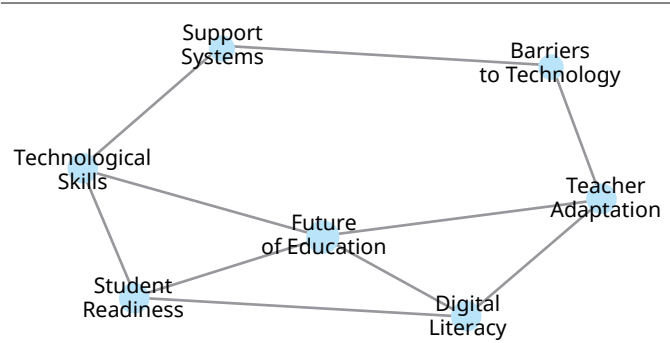 Support
Systems
Barriers
to Technology
Technological
Skills
Teacher
Adaptation
Future
of Education
Student
Readiness
Digital
Literacy